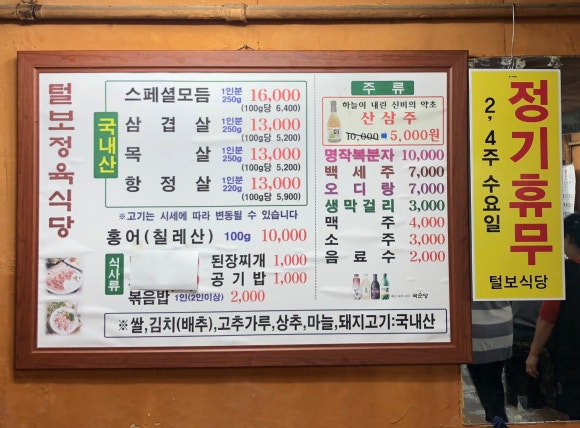 털보정육식당
국내산
스페셜모듬 1인분 250g 16,000
(100g당 6,400)
삼겹살 1인분 250g 13,000
(100g당 5,200)
목살 1인분 250g 13,000
(100g당 5,200)
항정살 1인분 220g 13,000
(100g당 5,900)
※고기는 시세에 따라 변동될 수 있습니다
홍어(칠레산) 100g 10,000
식사류
된장찌개 1,000
공기밥 1,000
볶음밥 1인(2인이상) 2,000
주류
하늘이 내린 신비의 약초
산삼주
10,000 ➡ 5,000원
명작복분자 10,000
백세주 7,000
오디랑 7,000
생막걸리 3,000
맥주 4,000
소주 3,000
음료수 2,000
국순당
※쌀,김치(배추),고추가루,상추,마늘,돼지고기:국내산
정기휴무
2,4주 수요일
털보식당